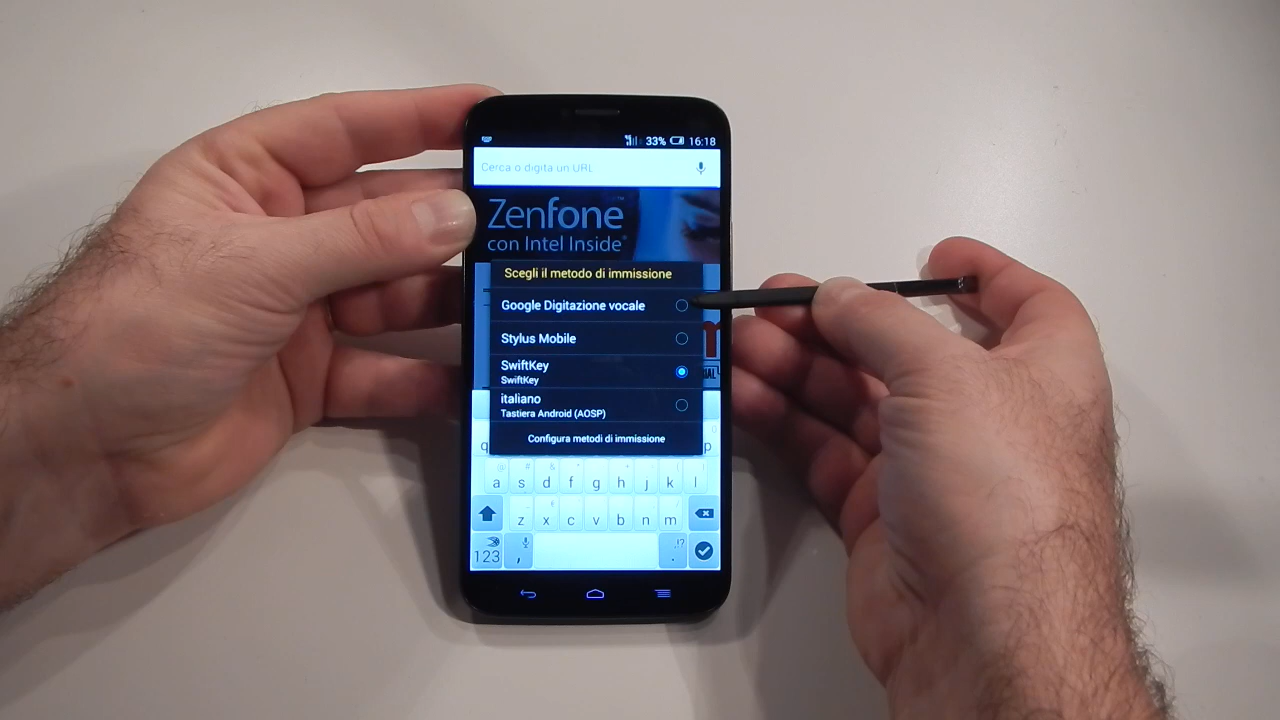 33% 16:18
Cerca o digita un URL
Zenfone™
con Intel Inside®
Scegli il metodo di immissione
Google Digitazione vocale
Stylus Mobile
SwiftKey
SwiftKey
italiano
Tastiera Android (AOSP)
Configura metodi di immissione
q p
a s d f g h j k l
z x c v b n m
123 , . ,!?